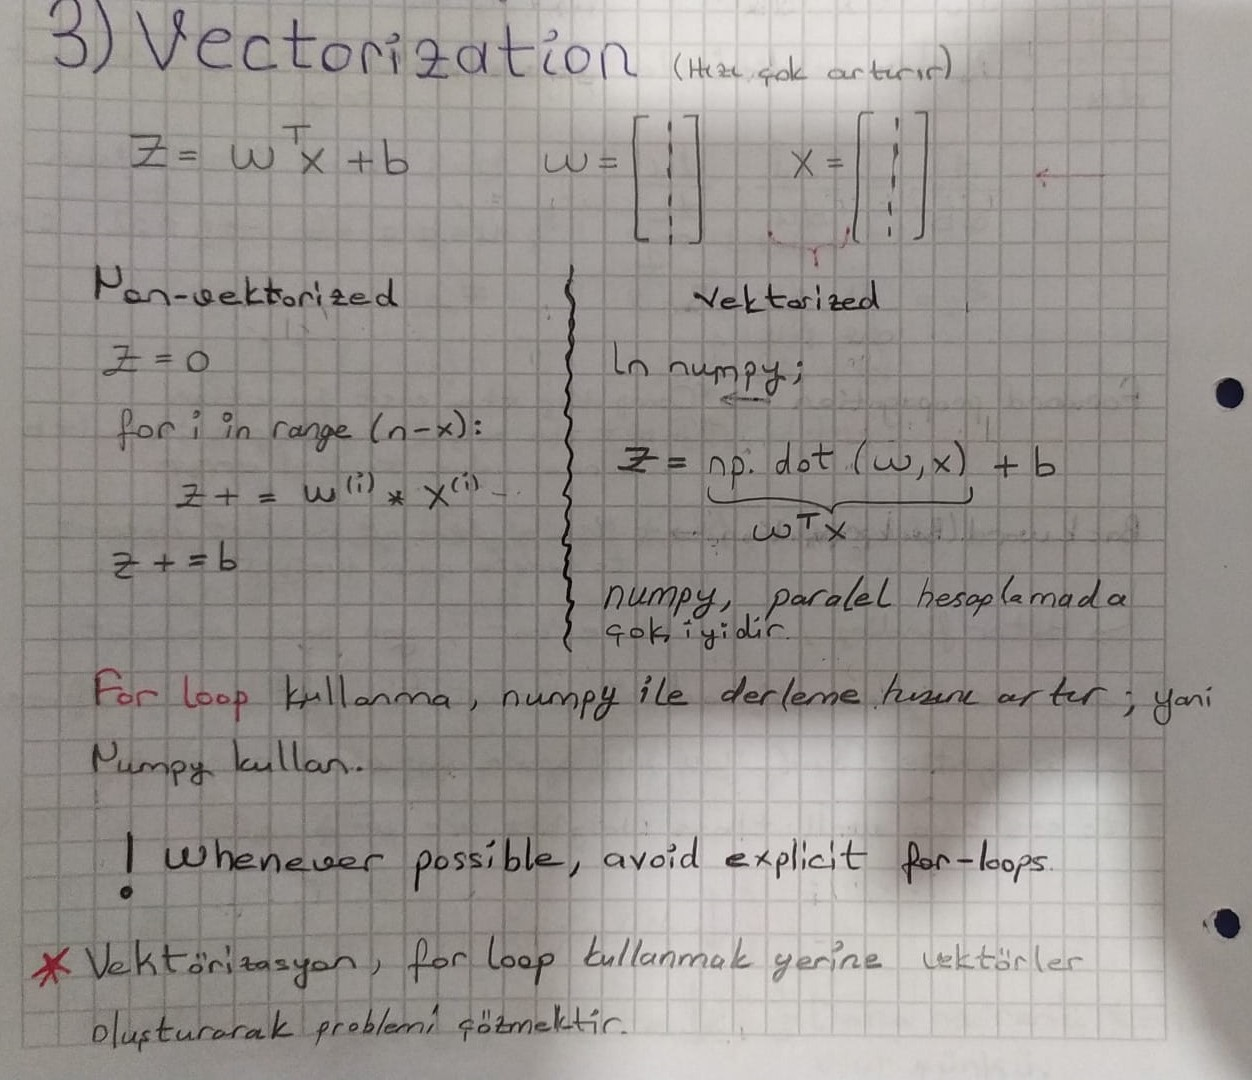 3) Vectorization (Hızı çok artırır)
Z = w^T x + b    w = [ ]    x = [ ]
Non-vektorized
Z = 0
for i in range (n-x):
z += w^(i) * x^(i)
z += b
Vektorized
In numpy;
Z = np. dot (w,x) + b
w^T x
numpy, paralel hesaplamada
çok iyidir.
For loop kullanma, numpy ile derleme hızını artır; yani
Numpy kullan.
! Whenever possible, avoid explicit for-loops.
* Vektörizasyon, for loop kullanmak yerine vektörler
oluşturarak problemi çözmektir.